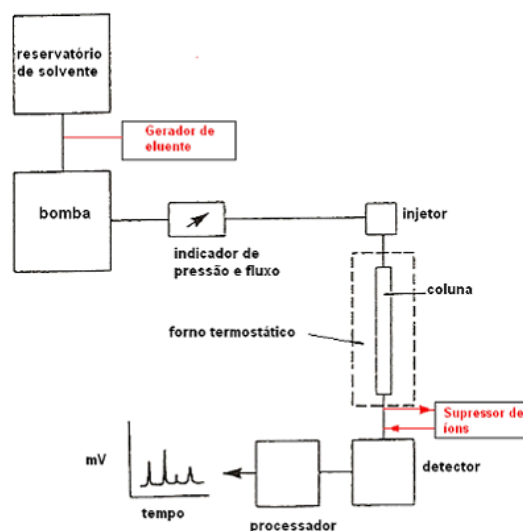 reservatório
de solvente
Gerador de
eluente
bomba
injetor
indicador de
pressão e fluxo
coluna
forno termostático
Supressor de
íons
mV
detector
tempo
processador